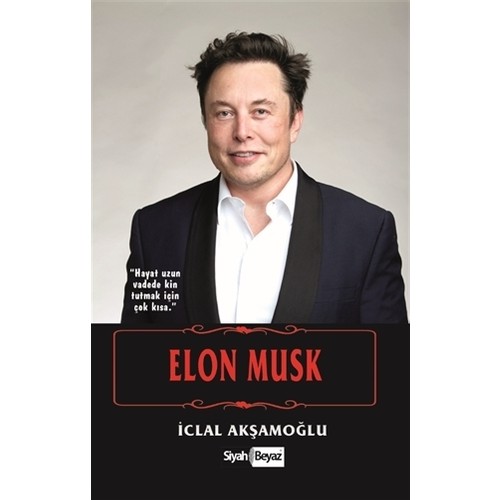 "Hayat uzun
vadede kin
tutmak için
çok kısa."
ELON MUSK
İCLAL AKŞAMOĞLU
Siyah Beyaz